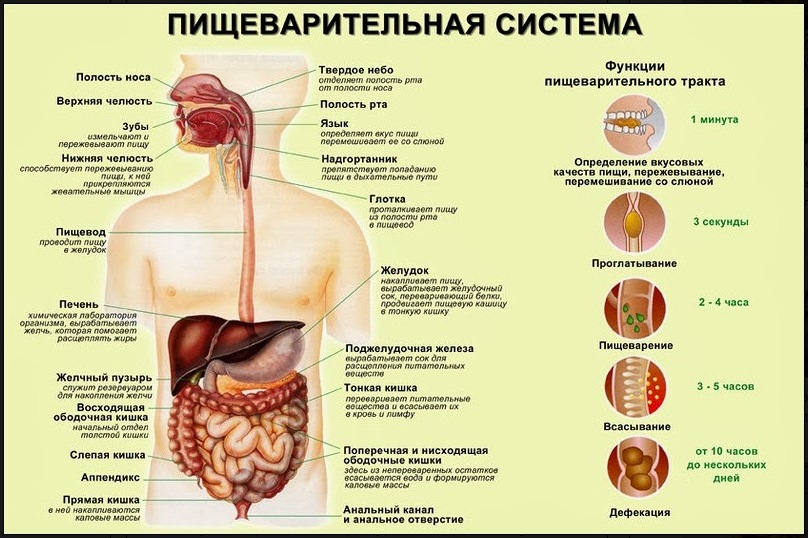 ПИЩЕВАРИТЕЛЬНАЯ СИСТЕМА
Полость носа
Верхняя челюсть
Зубы
измельчают и
пережевывают пищу
Нижняя челюсть
способствует пережевыванию
пищи, к ней
прикрепляются
жевательные мышцы
Пищевод
проводит пищу
в желудок
Печень
химическая лаборатория
организма, вырабатывает
желчь, которая помогает
расщеплять жиры
Желчный пузырь
служит резервуаром
для накопления желчи
Восходящая
ободочная кишка
начальный отдел
толстой кишки
Слепая кишка
Аппендикс
Прямая кишка
в ней накапливаются
каловые массы
Твердое небо
отделяет полость рта
от полости носа
Полость рта
Язык
определяет вкус пищи
перемешивает ее со слюной
Надгортанник
препятствует попаданию
пищи в дыхательные пути
Глотка
проталкивает пищу
из полости рта
в пищевод
Желудок
накапливает пищу,
вырабатывает желудочный
сок, переваривающий белки,
продвигает пищевую кашицу
в тонкую кишку
Поджелудочная железа
вырабатывает сок для
расщепления питательных
веществ
Тонкая кишка
переваривает питательные
вещества и всасывает их
в кровь и лимфу
Поперечная и нисходящая
ободочные кишки
здесь из непереваренных остатков
всасывается вода и формируются
каловые массы
Анальный канал
и анальное отверстие
Функции
пищеварительного тракта
1 минута
Определение вкусовых
качеств пищи, пережевывание,
перемешивание со слюной
3 секунды
Проглатывание
2 - 4 часа
Пищеварение
3 - 5 часов
Всасывание
от 10 часов
до нескольких
дней
Дефекация